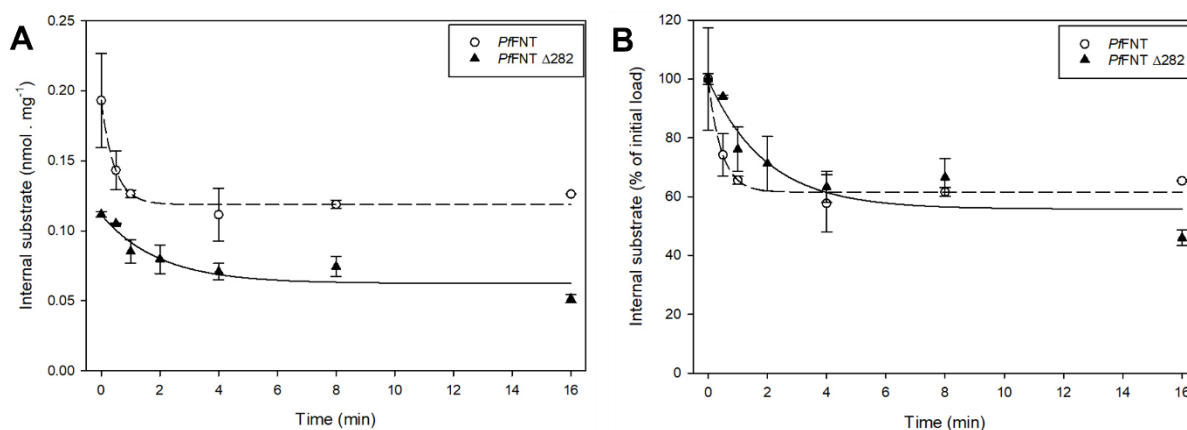 A
Internal substrate (nmol . mg⁻¹)
0.25
0.20
0.15
0.10
0.05
0.00
PfFNT
PfFNT Δ282
0 2 4 6 8 10 12 14 16
Time (min)
B
Internal substrate (% of initial load)
120
100
80
60
40
20
0
PfFNT
PfFNT Δ282
0 2 4 6 8 10 12 14 16
Time (min)